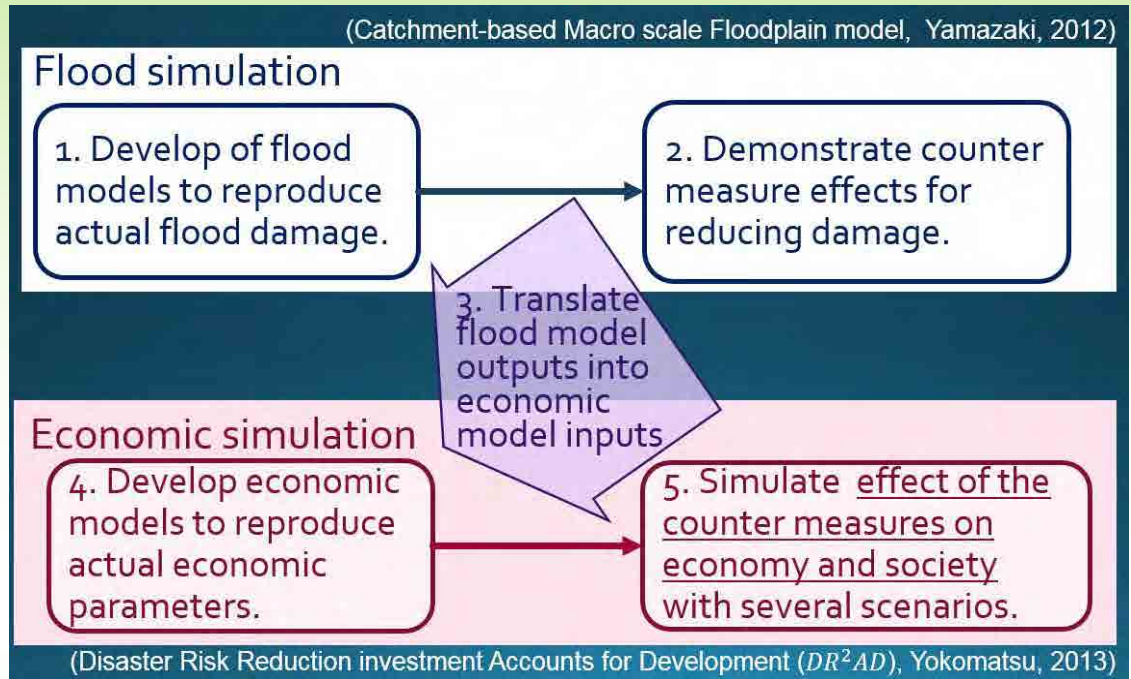 (Catchment-based Macro scale Floodplain model, Yamazaki, 2012)
Flood simulation
1. Develop of flood
models to reproduce
actual flood damage.
2. Demonstrate counter
measure effects for
reducing damage.
3. Translate
flood model
outputs into
economic
model inputs
Economic simulation
4. Develop economic
models to reproduce
actual economic
parameters.
5. Simulate effect of the
counter measures on
economy and society
with several scenarios.
(Disaster Risk Reduction investment Accounts for Development (DR²AD), Yokomatsu, 2013)